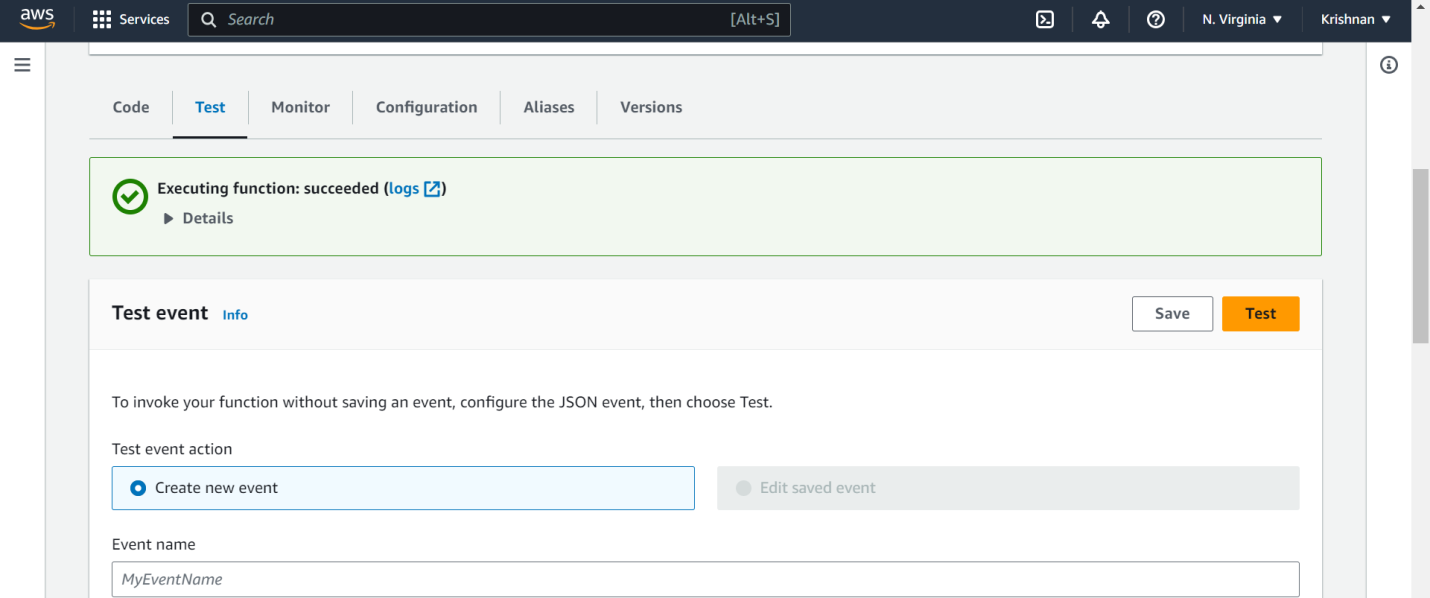 aws Services Search [Alt+S] N. Virginia Krishnan
Code Test Monitor Configuration Aliases Versions
Executing function: succeeded (logs)
Details
Test event Info Save Test
To invoke your function without saving an event, configure the JSON event, then choose Test.
Test event action
Create new event Edit saved event
Event name
MyEventName